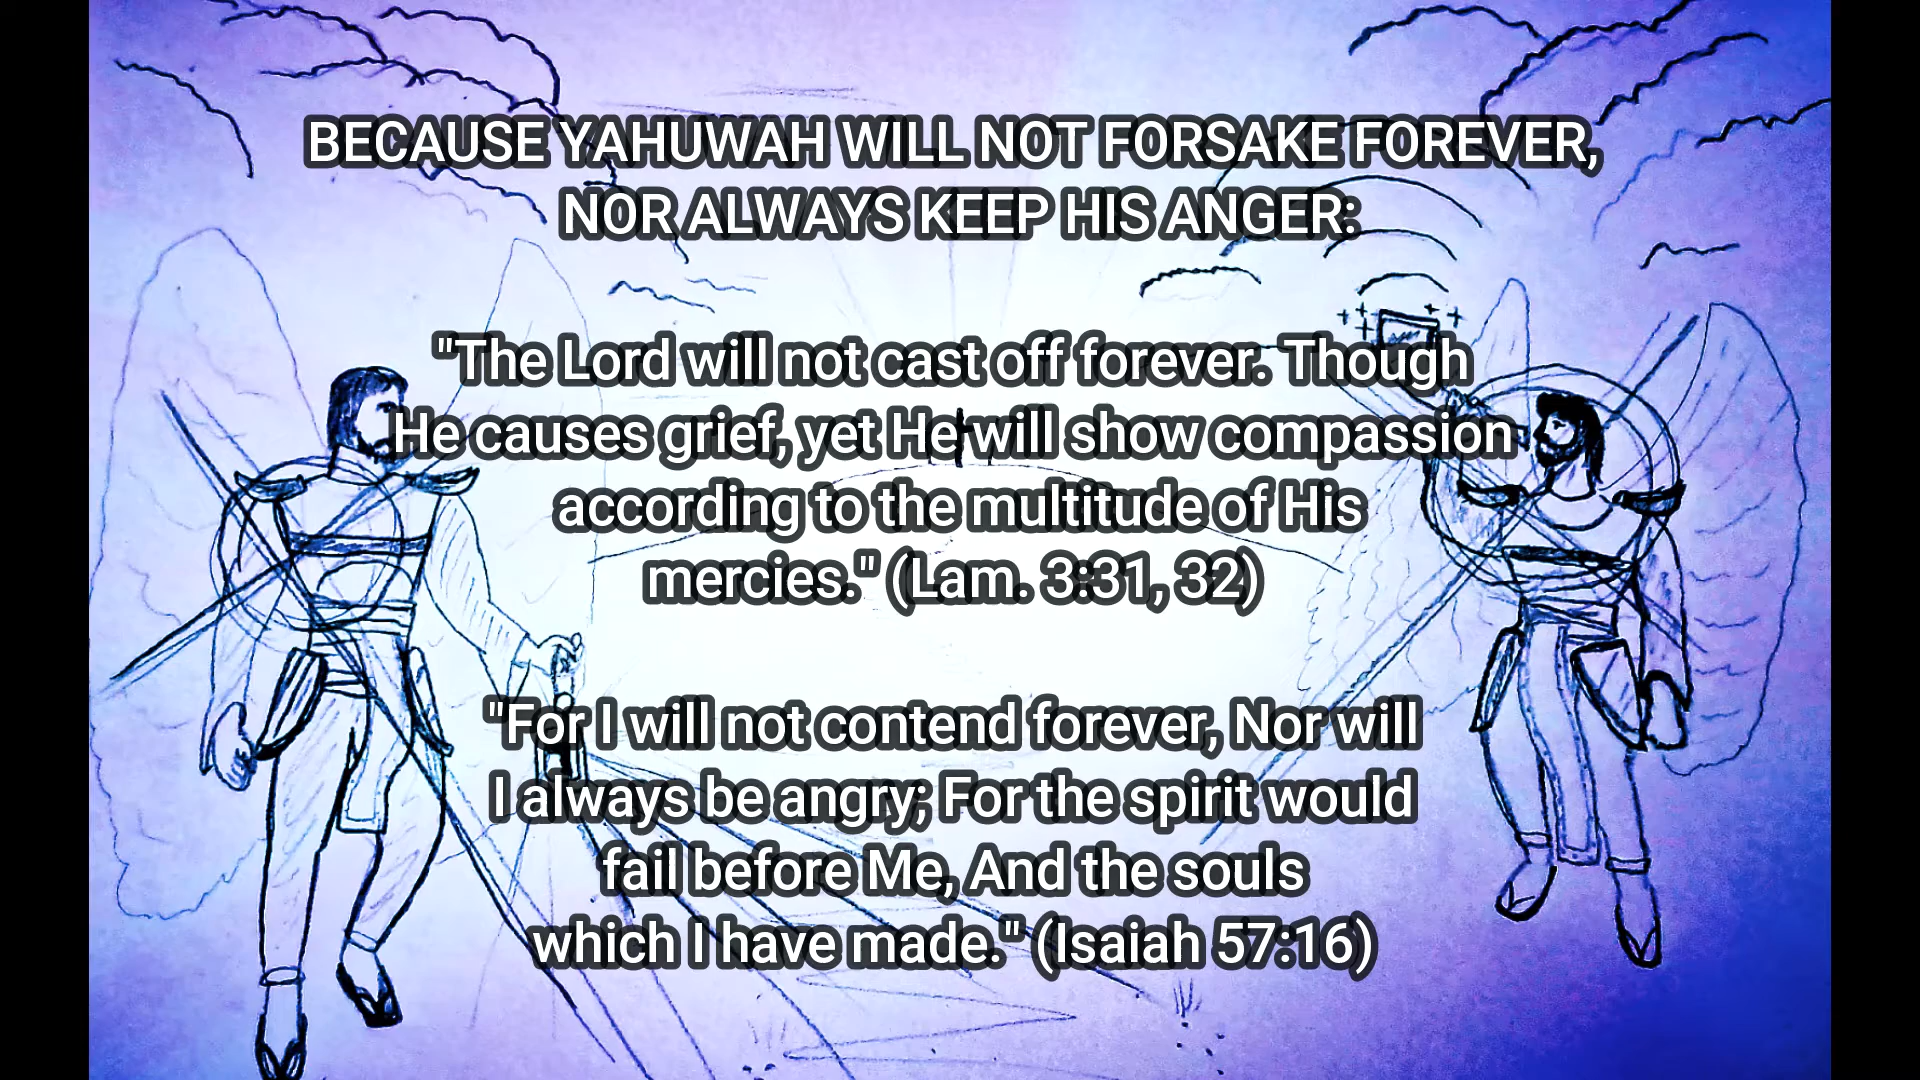 BECAUSE YAHUWAH WILL NOT FORSAKE FOREVER,
NOR ALWAYS KEEP HIS ANGER:
"The Lord will not cast off forever. Though
He causes grief, yet He will show compassion
according to the multitude of His
mercies." (Lam. 3:31, 32)
"For I will not contend forever, Nor will
I always be angry; For the spirit would
fail before Me, And the souls
which I have made." (Isaiah 57:16)